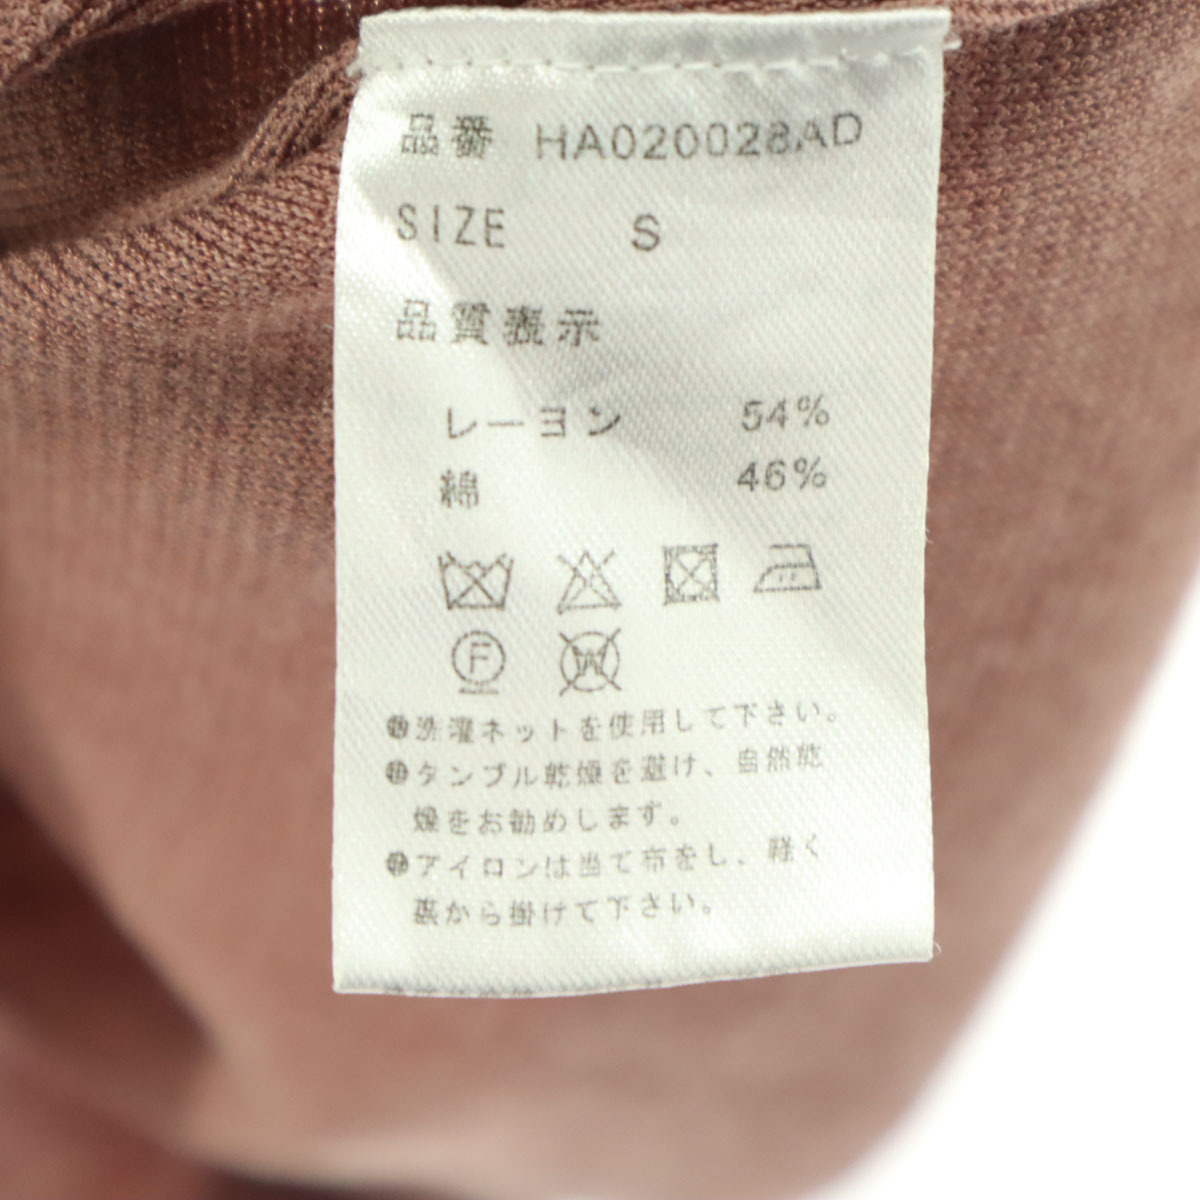 品番 HA020028AD
SIZE S
品質表示
レーヨン 54%
綿 46%
F W
●洗濯ネットを使用して下さい。
●タンブル乾燥を避け、自然乾
燥をお勧めします。
●アイロンは当て布をし、軽く
裏から掛けて下さい。